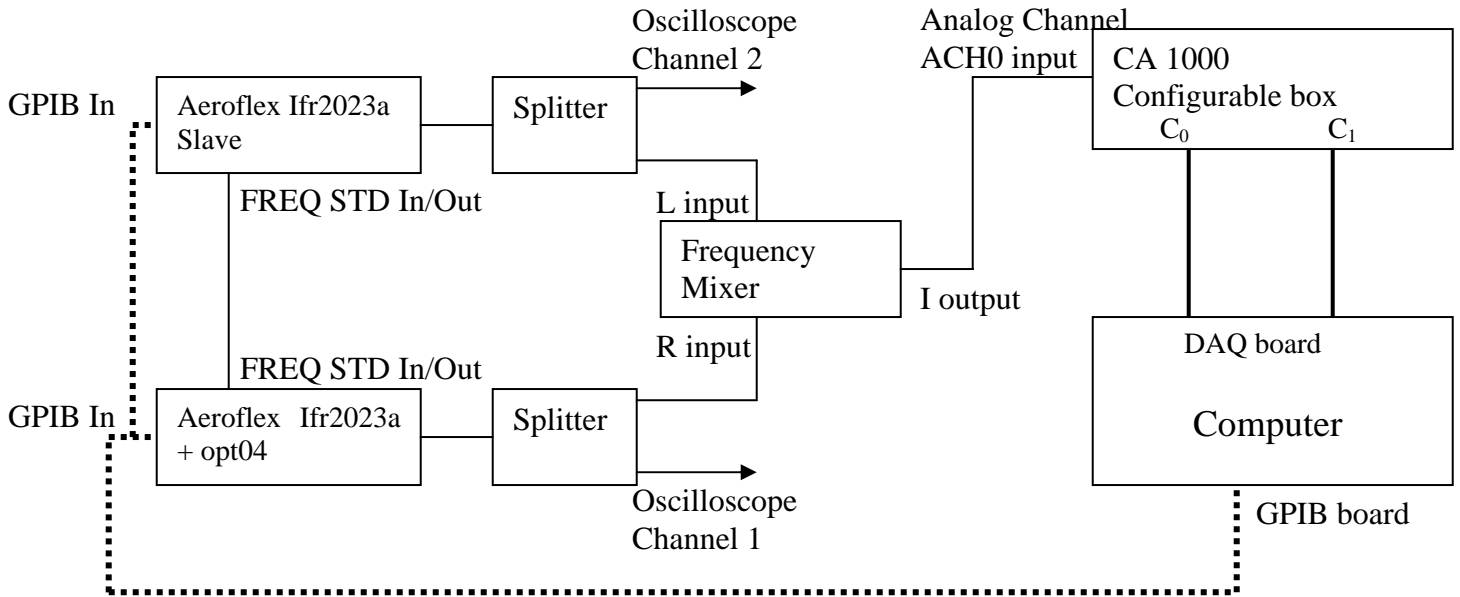 Oscilloscope
Channel 2
Analog Channel
ACH0 input
CA 1000
Configurable box
C0
C1
GPIB In
Aeroflex Ifr2023a
Slave
Splitter
FREQ STD In/Out
L input
Frequency
Mixer
I output
R input
DAQ board
Computer
GPIB board
FREQ STD In/Out
GPIB In
Aeroflex Ifr2023a
+ opt04
Splitter
Oscilloscope
Channel 1